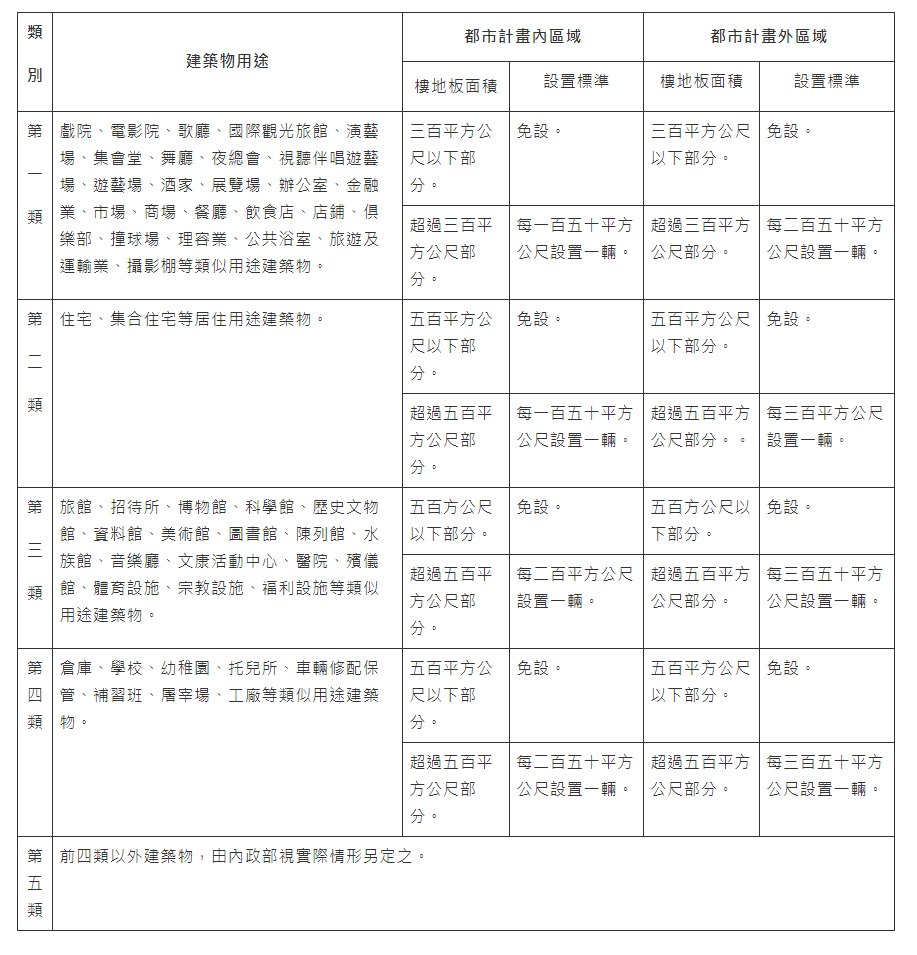 類
別
建築物用途
都市計畫內區域
都市計畫外區域
樓地板面積
設置標準
樓地板面積
設置標準
第
一
類
戲院、電影院、歌廳、國際觀光旅館、演藝
場、集會堂、舞廳、夜總會、視聽伴唱遊藝
場、遊藝場、酒家、展覽場、辦公室、金融
業、市場、商場、餐廳、飲食店、店鋪、俱
樂部、撞球場、理容業、公共浴室、旅遊及
運輸業、攝影棚等類似用途建築物。
三百平方公
尺以下部
分。
免設。
三百平方公尺
以下部分。
免設。
超過三百平
方公尺部
分。
每一百五十平方
公尺設置一輛。
超過三百平方
公尺部分。
每二百五十平方
公尺設置一輛。
第
二
類
住宅、集合住宅等居住用途建築物。
五百平方公
尺以下部
分。
免設。
五百平方公尺
以下部分。
免設。
超過五百平
方公尺部
分。
每一百五十平方
公尺設置一輛。
超過五百平方
公尺部分。。
每三百平方公尺
設置一輛。
第
三
類
旅館、招待所、博物館、科學館、歷史文物
館、資料館、美術館、圖書館、陳列館、水
族館、音樂廳、文康活動中心、醫院、殯儀
館、體育設施、宗教設施、福利設施等類似
用途建築物。
五百方公尺
以下部分。
免設。
五百方公尺以
下部分。
免設。
超過五百平
方公尺部
分。
每二百平方公尺
設置一輛。
超過五百平方
公尺部分。
每三百五十平方
公尺設置一輛。
第
四
類
倉庫、學校、幼稚園、托兒所、車輛修配保
管、補習班、屠宰場、工廠等類似用途建築
物。
五百平方公
尺以下部
分。
免設。
五百平方公尺
以下部分。
免設。
超過五百平
方公尺部
分。
每二百五十平方
公尺設置一輛。
超過五百平方
公尺部分。
每三百五十平方
公尺設置一輛。
第
五
類
前四類以外建築物，由內政部視實際情形另定之。